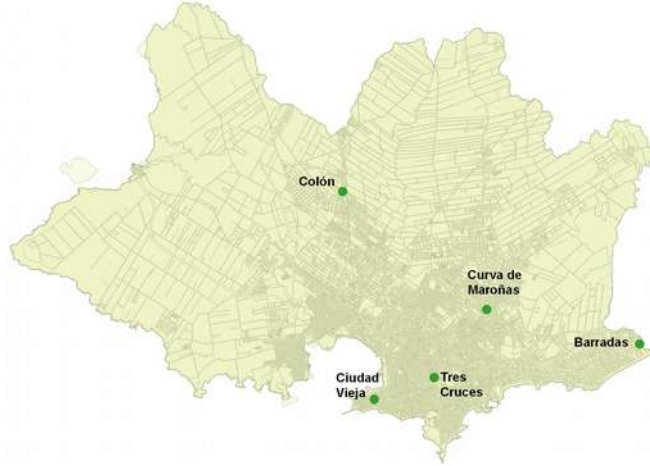 Colón
Curva de
Maroñas
Barradas
Ciudad
Vieja
Tres
Cruces